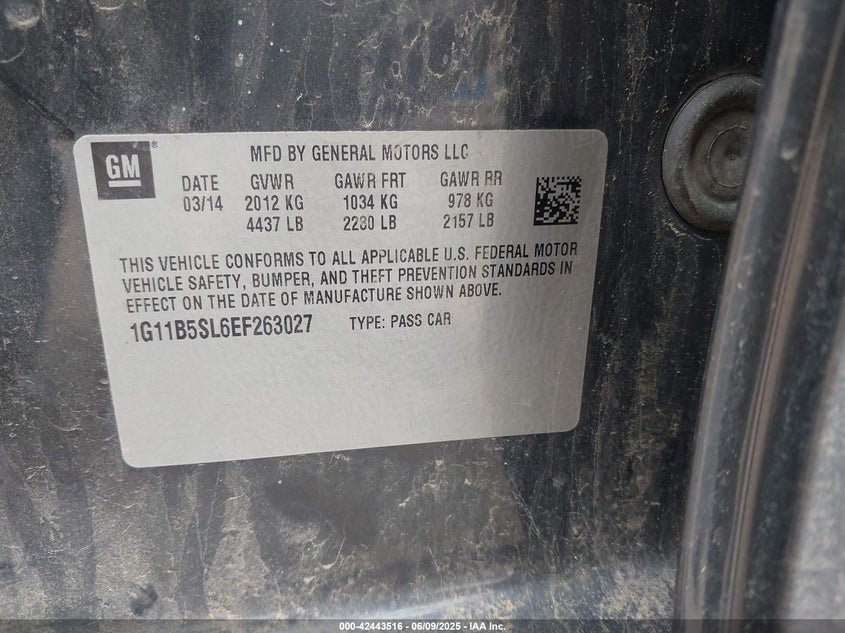 GM ® MFD BY GENERAL MOTORS LLC
DATE GVWR GAWR FRT GAWR RR
03/14 2012 KG 1034 KG 978 KG
4437 LB 2280 LB 2157 LB
THIS VEHICLE CONFORMS TO ALL APPLICABLE U.S. FEDERAL MOTOR
VEHICLE SAFETY, BUMPER, AND THEFT PREVENTION STANDARDS IN
EFFECT ON THE DATE OF MANUFACTURE SHOWN ABOVE.
1G11B5SL6EF263027 TYPE: PASS CAR
000-42443516 - 06/09/2025 - IAA Inc.